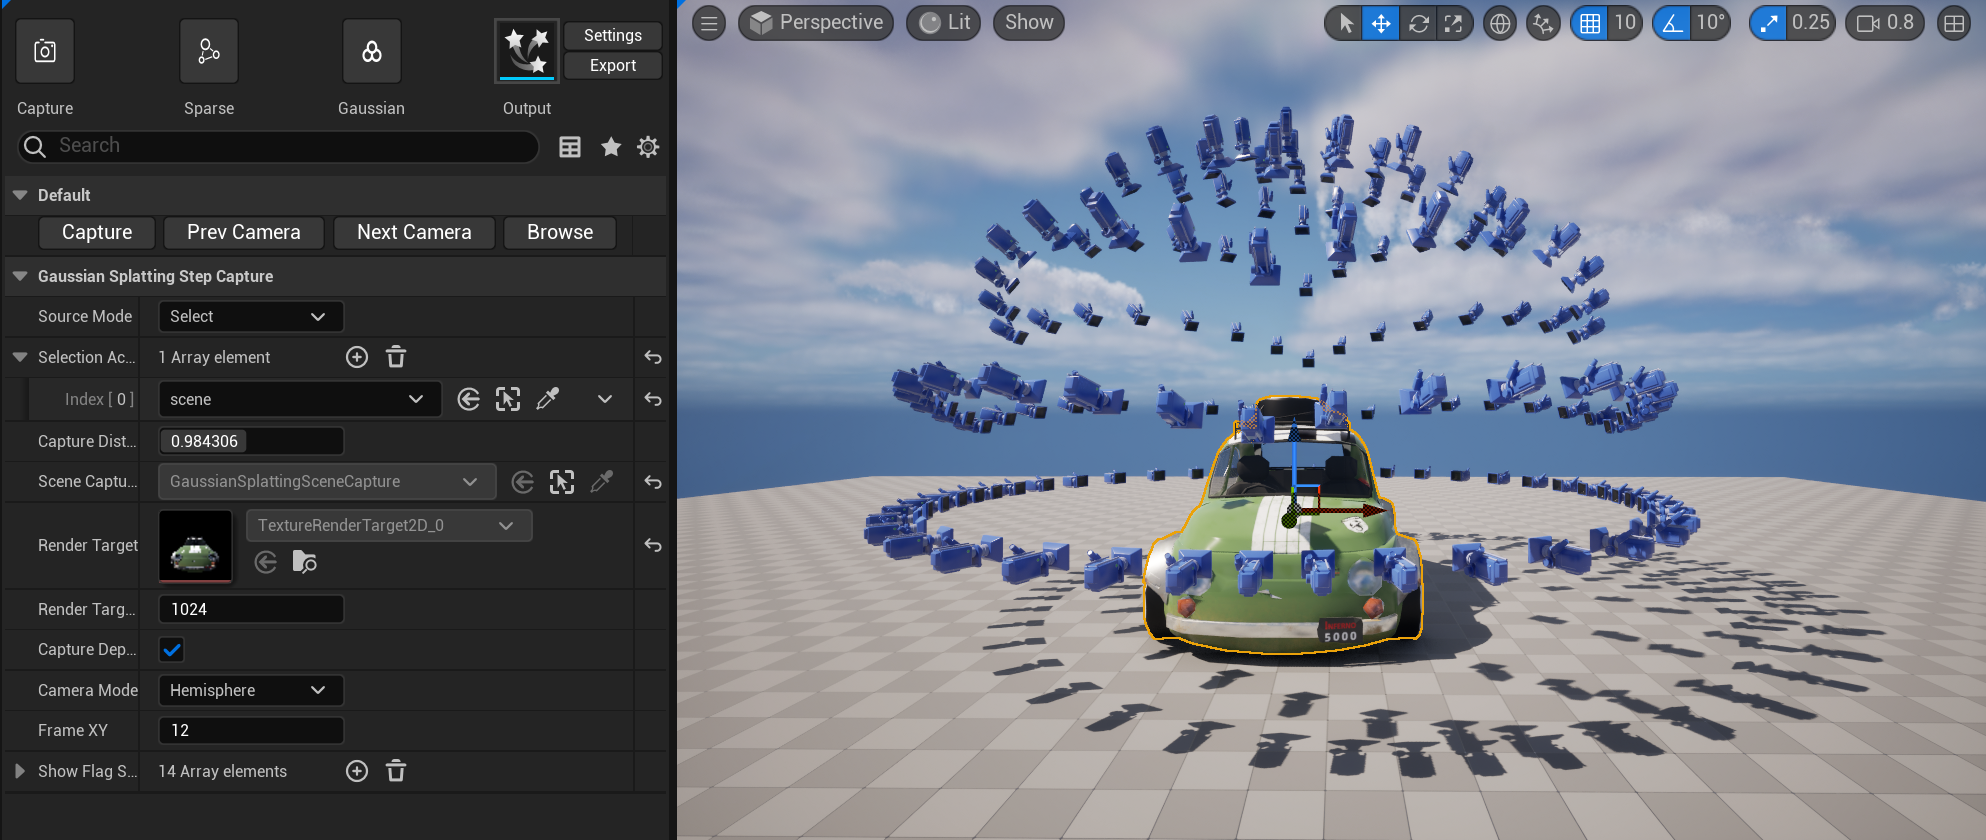 Capture
Sparse
Gaussian
Output
Settings
Export
Search
Default
Capture
Prev Camera
Next Camera
Browse
Gaussian Splatting Step Capture
Source Mode
Select
Selection Ac...
1 Array element
Index [ 0 ]
scene
Capture Dist...
0.984306
Scene Captu...
GaussianSplattingSceneCapture
Render Target
TextureRenderTarget2D_0
Render Targ...
1024
Capture Dep...
Camera Mode
Hemisphere
Frame XY
12
Show Flag S...
14 Array elements
Perspective
Lit
Show
10
10°
0.25
0.8
5000